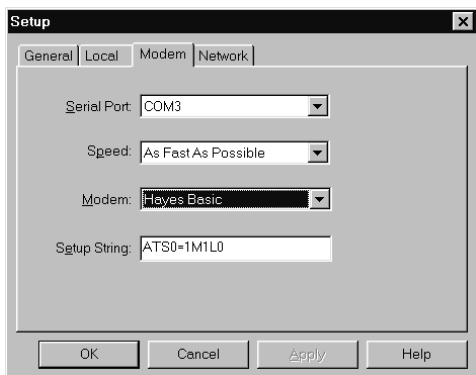 Setup
General Local Modem Network
Serial Port: COM3
Speed: As Fast As Possible
Modem: Hayes Basic
Setup String: ATS0=1M1L0
OK Cancel Apply Help